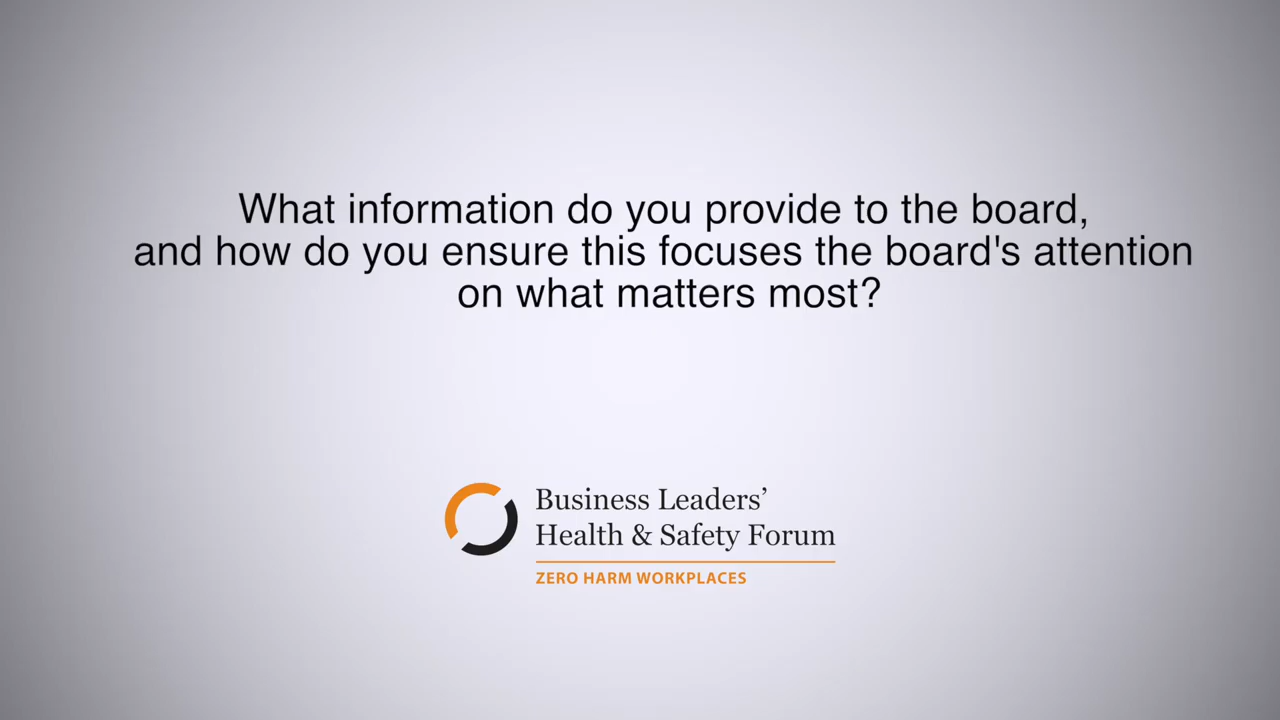 What information do you provide to the board,
and how do you ensure this focuses the board's attention
on what matters most?
Business Leaders’
Health & Safety Forum
ZERO HARM WORKPLACES